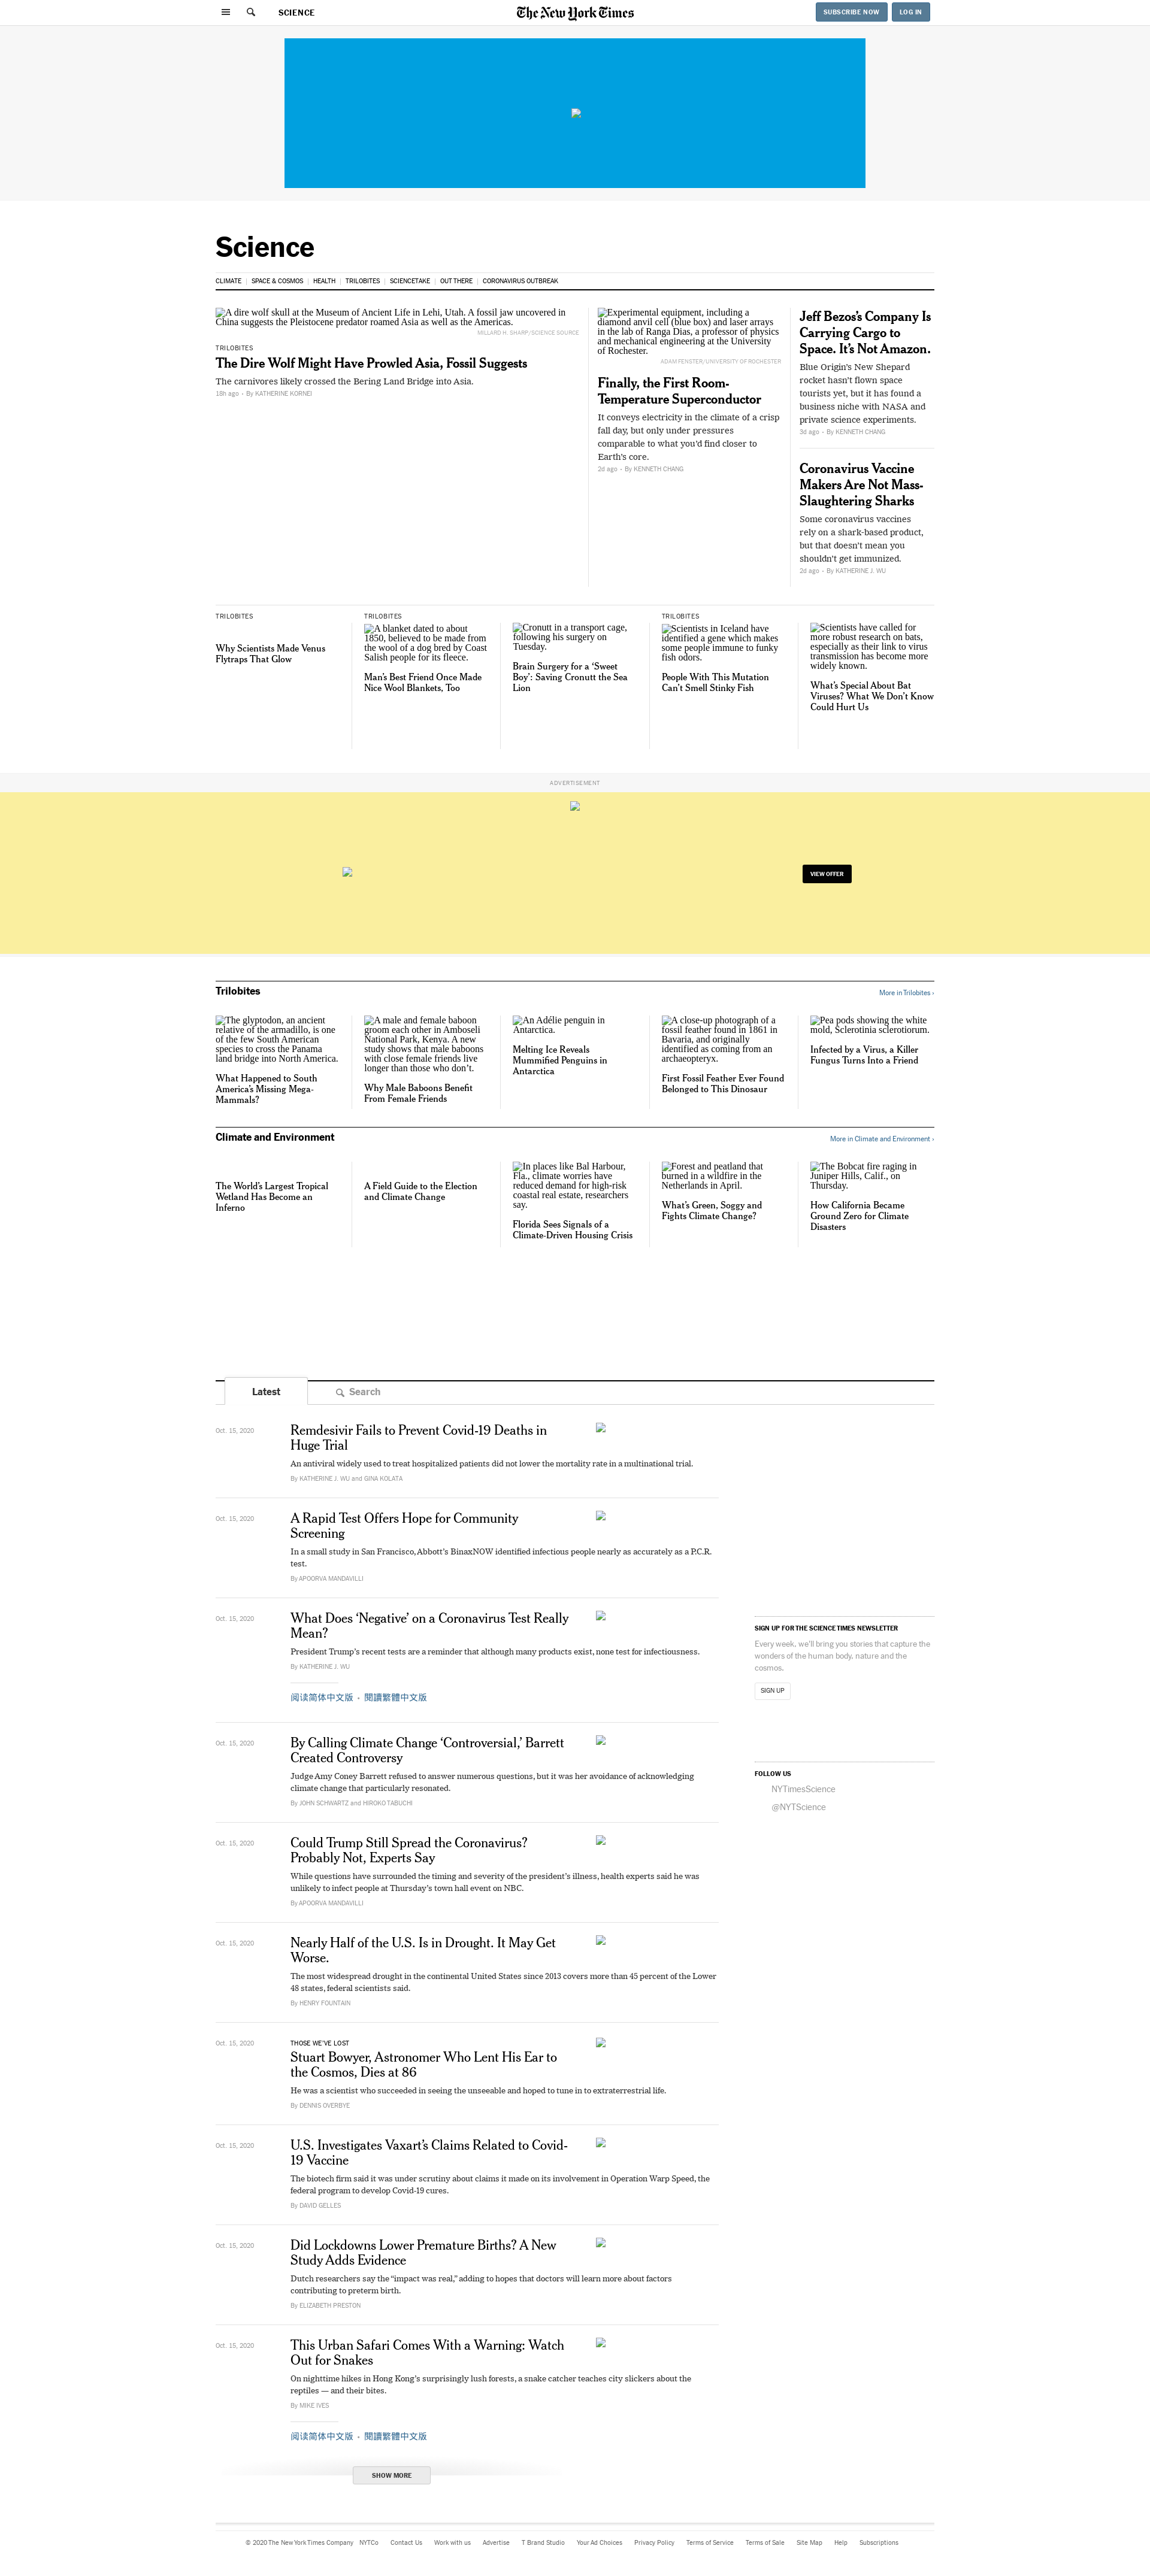 SCIENCE
The New York Times
SUBSCRIBE NOW
LOG IN
Science
CLIMATE
SPACE & COSMOS
HEALTH
TRILOBITES
SCIENCETAKE
OUT THERE
CORONAVIRUS OUTBREAK
A dire wolf skull at the Museum of Ancient Life in Lehi, Utah. A fossil jaw uncovered in
China suggests the Pleistocene predator roamed Asia as well as the Americas.
MILLARD H. SHARP/SCIENCE SOURCE
TRILOBITES
The Dire Wolf Might Have Prowled Asia, Fossil Suggests
The carnivores likely crossed the Bering Land Bridge into Asia.
18h ago - By KATHERINE KORNEI
Experimental equipment, including a
diamond anvil cell (blue box) and laser arrays
in the lab of Ranga Dias, a professor of physics
and mechanical engineering at the University
of Rochester.
ADAM FENSTER/UNIVERSITY OF ROCHESTER
Finally, the First Room-
Temperature Superconductor
It conveys electricity in the climate of a crisp
fall day, but only under pressures
comparable to what you'd find closer to
Earth's core.
2d ago - By KENNETH CHANG
Jeff Bezos's Company Is
Carrying Cargo to
Space. It's Not Amazon.
Blue Origin's New Shepard
rocket hasn't flown space
tourists yet, but it has found a
business niche with NASA and
private science experiments.
3d ago - By KENNETH CHANG
Coronavirus Vaccine
Makers Are Not Mass-
Slaughtering Sharks
Some coronavirus vaccines
rely on a shark-based product,
but that doesn't mean you
shouldn't get immunized.
2d ago - By KATHERINE J. WU
TRILOBITES
Why Scientists Made Venus
Flytraps That Glow
TRILOBITES
A blanket dated to about
1850, believed to be made from
the wool of a dog bred by Coast
Salish people for its fleece.
Man's Best Friend Once Made
Nice Wool Blankets, Too
Cronutt in a transport cage,
following his surgery on
Tuesday.
Brain Surgery for a 'Sweet
Boy': Saving Cronutt the Sea
Lion
TRILOBITES
Scientists in Iceland have
identified a gene which makes
some people immune to funky
fish odors.
People With This Mutation
Can't Smell Stinky Fish
Scientists have called for
more robust research on bats,
especially as their link to virus
transmission has become more
widely known.
What's Special About Bat
Viruses? What We Don't Know
Could Hurt Us
ADVERTISEMENT
VIEW OFFER
Trilobites
More in Trilobites ›
The glyptodon, an ancient
relative of the armadillo, is one
of the few South American
species to cross the Panama
land bridge into North America.
What Happened to South
America's Missing Mega-
Mammals?
A male and female baboon
groom each other in Amboseli
National Park, Kenya. A new
study shows that male baboons
with close female friends live
longer than those who don't.
Why Male Baboons Benefit
From Female Friends
An Adélie penguin in
Antarctica.
Melting Ice Reveals
Mummified Penguins in
Antarctica
A close-up photograph of a
fossil feather found in 1861 in
Bavaria, and originally
identified as coming from an
archaeopteryx.
First Fossil Feather Ever Found
Belonged to This Dinosaur
Pea pods showing the white
mold, Sclerotinia sclerotiorum.
Infected by a Virus, a Killer
Fungus Turns Into a Friend
Climate and Environment
More in Climate and Environment ›
The World's Largest Tropical
Wetland Has Become an
Inferno
A Field Guide to the Election
and Climate Change
In places like Bal Harbour,
Fla., climate worries have
reduced demand for high-risk
coastal real estate, researchers
say.
Florida Sees Signals of a
Climate-Driven Housing Crisis
Forest and peatland that
burned in a wildfire in the
Netherlands in April.
What's Green, Soggy and
Fights Climate Change?
The Bobcat fire raging in
Juniper Hills, Calif., on
Thursday.
How California Became
Ground Zero for Climate
Disasters
Latest
Search
Oct. 15, 2020
Remdesivir Fails to Prevent Covid-19 Deaths in
Huge Trial
An antiviral widely used to treat hospitalized patients did not lower the mortality rate in a multinational trial.
By KATHERINE J. WU and GINA KOLATA
Oct. 15, 2020
A Rapid Test Offers Hope for Community
Screening
In a small study in San Francisco, Abbott's BinaxNOW identified infectious people nearly as accurately as a P.C.R.
test.
By APOORVA MANDAVILLI
Oct. 15, 2020
What Does 'Negative' on a Coronavirus Test Really
Mean?
President Trump's recent tests are a reminder that although many products exist, none test for infectiousness.
By KATHERINE J. WU
阅读简体中文版 • 閱讀繁體中文版
Oct. 15, 2020
By Calling Climate Change 'Controversial,' Barrett
Created Controversy
Judge Amy Coney Barrett refused to answer numerous questions, but it was her avoidance of acknowledging
climate change that particularly resonated.
By JOHN SCHWARTZ and HIROKO TABUCHI
Oct. 15, 2020
Could Trump Still Spread the Coronavirus?
Probably Not, Experts Say
While questions have surrounded the timing and severity of the president's illness, health experts said he was
unlikely to infect people at Thursday's town hall event on NBC.
By APOORVA MANDAVILLI
Oct. 15, 2020
Nearly Half of the U.S. Is in Drought. It May Get
Worse.
The most widespread drought in the continental United States since 2013 covers more than 45 percent of the Lower
48 states, federal scientists said.
By HENRY FOUNTAIN
Oct. 15, 2020
THOSE WE'VE LOST
Stuart Bowyer, Astronomer Who Lent His Ear to
the Cosmos, Dies at 86
He was a scientist who succeeded in seeing the unseeable and hoped to tune in to extraterrestrial life.
By DENNIS OVERBYE
Oct. 15, 2020
U.S. Investigates Vaxart's Claims Related to Covid-
19 Vaccine
The biotech firm said it was under scrutiny about claims it made on its involvement in Operation Warp Speed, the
federal program to develop Covid-19 cures.
By DAVID GELLES
Oct. 15, 2020
Did Lockdowns Lower Premature Births? A New
Study Adds Evidence
Dutch researchers say the "impact was real," adding to hopes that doctors will learn more about factors
contributing to preterm birth.
By ELIZABETH PRESTON
Oct. 15, 2020
This Urban Safari Comes With a Warning: Watch
Out for Snakes
On nighttime hikes in Hong Kong's surprisingly lush forests, a snake catcher teaches city slickers about the
reptiles — and their bites.
By MIKE IVES
阅读简体中文版 • 閱讀繁體中文版
SHOW MORE
SIGN UP FOR THE SCIENCE TIMES NEWSLETTER
Every week, we'll bring you stories that capture the
wonders of the human body, nature and the
cosmos.
SIGN UP
FOLLOW US
NYTimesScience
@NYTScience
© 2020 The New York Times Company
NYTCo
Contact Us
Work with us
Advertise
T Brand Studio
Your Ad Choices
Privacy Policy
Terms of Service
Terms of Sale
Site Map
Help
Subscriptions